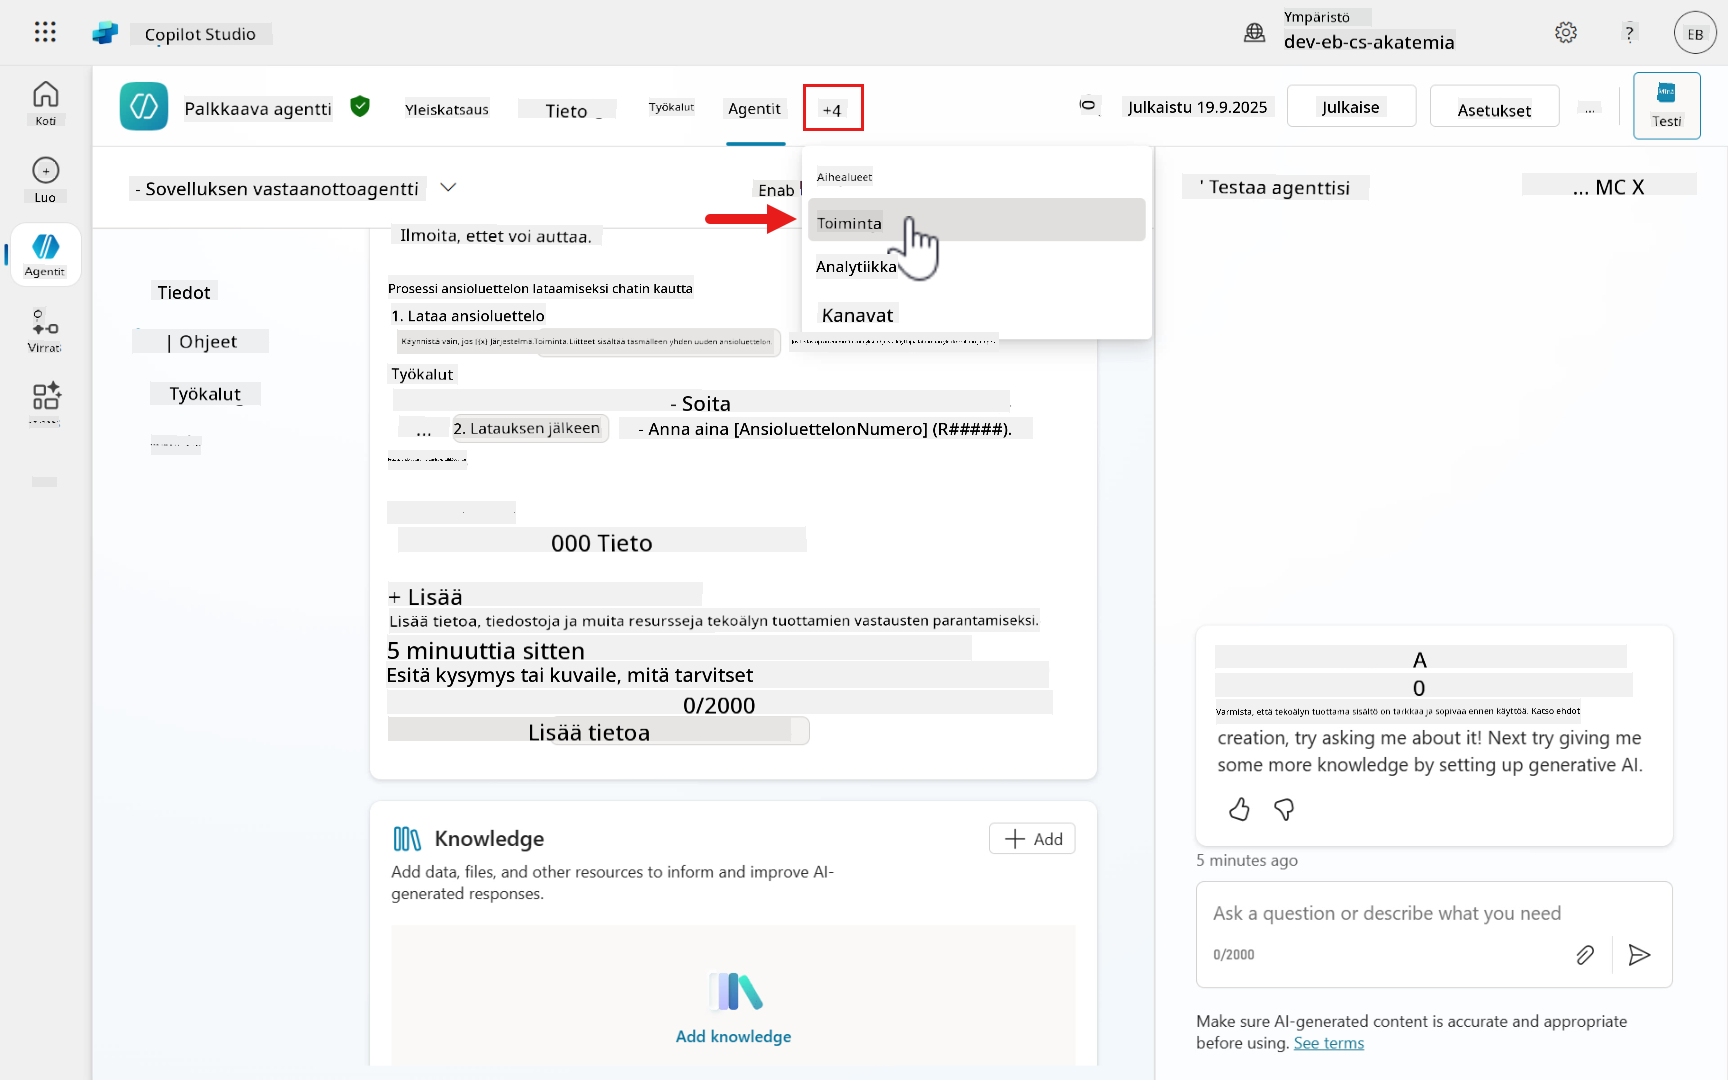 Copilot Studio
Ympäristö
dev-eb-cs-akatemia
?
EB
Koti
Luo
Agentit
Virrat
Palkkaava agentti
Yleiskatsaus
Tieto
Työkalut
Agentit
+4
Julkaistu 19.9.2025
Julkaise
Asetukset
...
Testi
- Sovelluksen vastaanottoagentti
Enab
Aihealueet
Toiminta
Analytiikka
Kanavat
' Testaa agenttisi
... MC X
Tiedot
| Ohjeet
Työkalut
Ilmoita, ettet voi auttaa.
Prosessi ansioluettelon lataamiseksi chatin kautta
1. Lataa ansioluettelo
Käynnistä vain, jos [{x} Järjestelmä.Toiminta.Liitteet sisältää täsmälleen yhden uuden ansioluettelon
Työkalut
- Soita
... 2. Latauksen jälkeen - Anna aina [AnsioluettelonNumero] (R#####).
000 Tieto
+ Lisää
Lisää tietoa, tiedostoja ja muita resursseja tekoälyn tuottamien vastausten parantamiseksi.
5 minuuttia sitten
Esitä kysymys tai kuvaile, mitä tarvitset
0/2000
Lisää tietoa
Knowledge
Add
Add data, files, and other resources to inform and improve AI-
generated responses.
Add knowledge
A
0
Varmista, että tekoälyn tuottama sisältö on tarkkaa ja sopivaa ennen käyttöä. Katso ehdot
creation, try asking me about it! Next try giving me
some more knowledge by setting up generative AI.
5 minutes ago
Ask a question or describe what you need
0/2000
Make sure AI-generated content is accurate and appropriate
before using. See terms